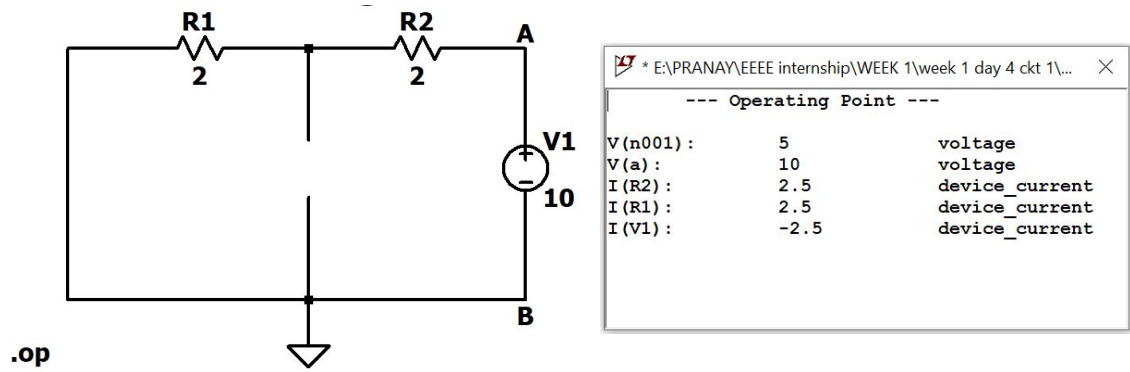 R1
R2
A
2
2
V1
10
B
.op
* E:\PRANAY\EEEE internship\WEEK 1\week 1 day 4 ckt 1\...
--- Operating Point ---
V(n001): 5 voltage
V(a): 10 voltage
I(R2): 2.5 device_current
I(R1): 2.5 device_current
I(V1): -2.5 device_current